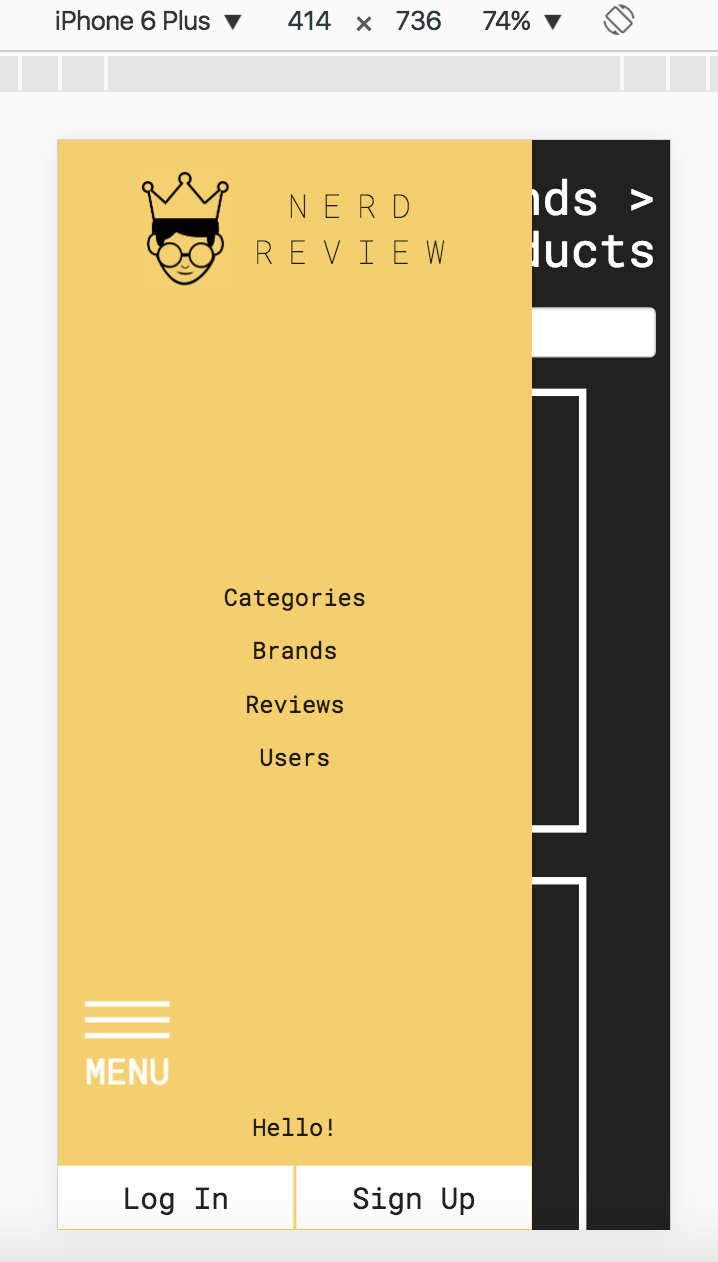 iPhone 6 Plus ▼ 414 × 736 74% ▼
NERD
REVIEW
nds >
ducts
Categories
Brands
Reviews
Users
MENU
Hello!
Log In Sign Up